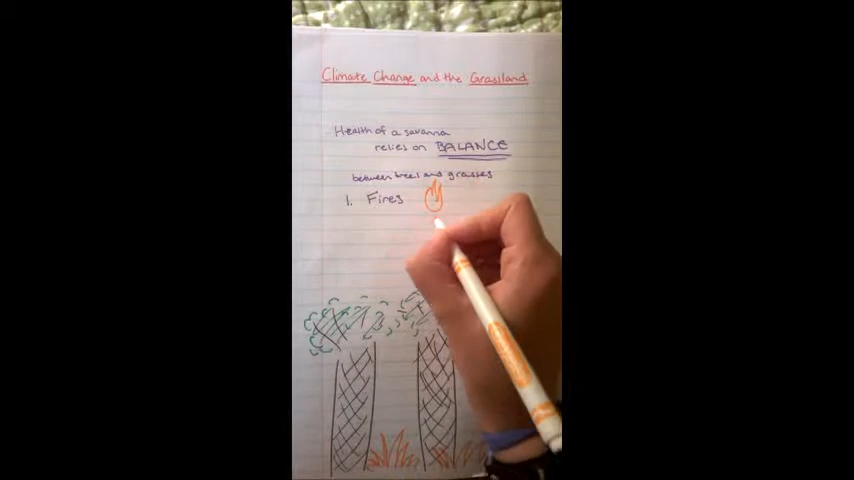 Climate Change and the Grassland
Health of a savanna
relies on BALANCE
between trees and grasses
1. Fires